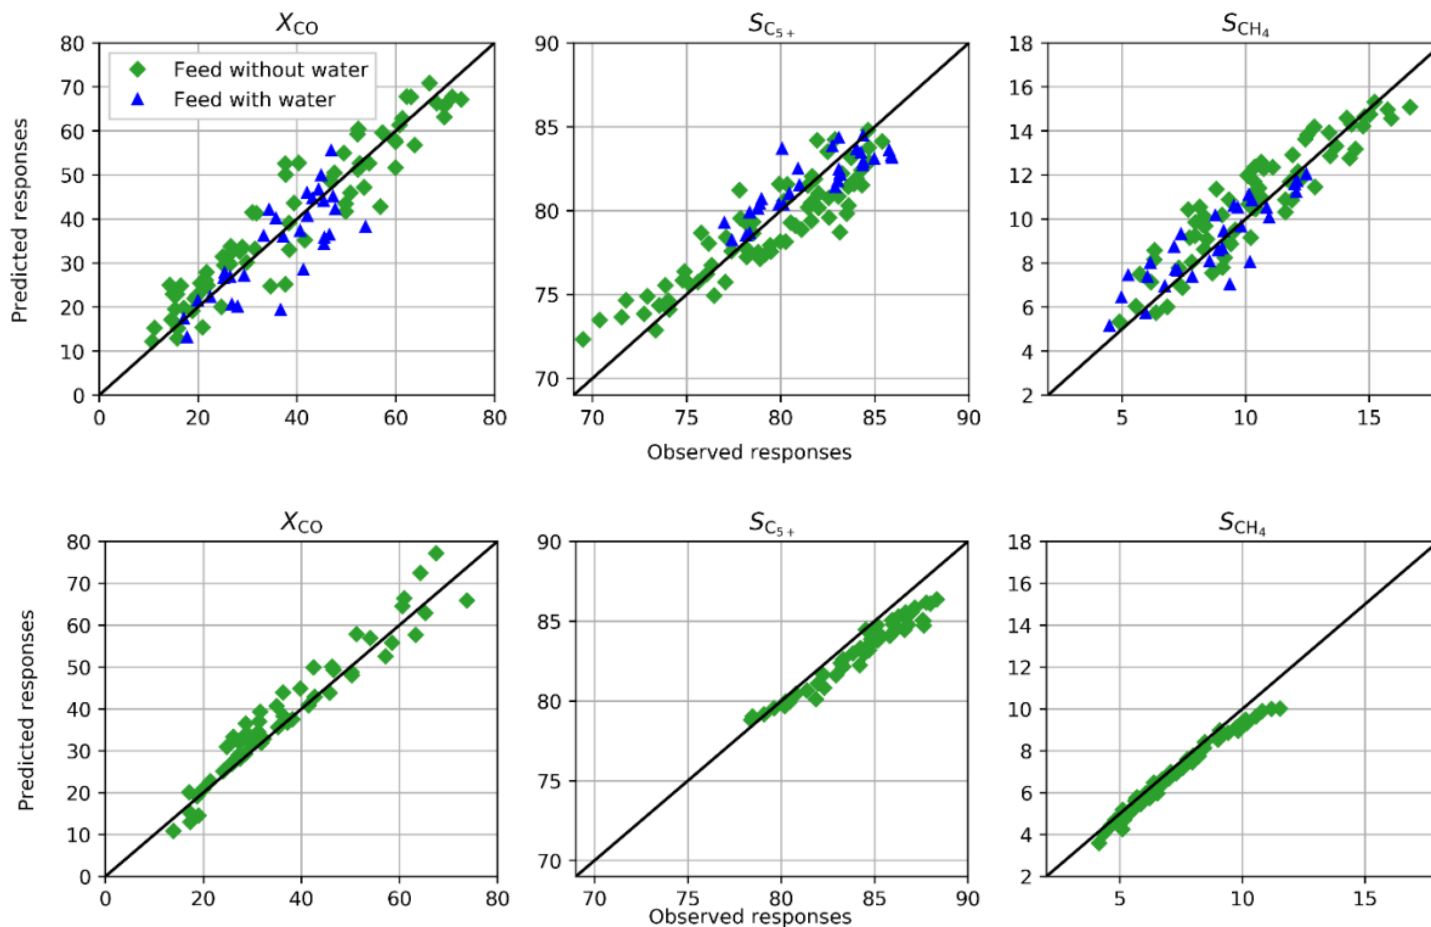 X_CO
S_C5+
S_CH4
Predicted responses
80
70
60
50
40
30
20
10
0
Feed without water
Feed with water
0 20 40 60 80
90
85
80
75
70
70 75 80 85 90
18
16
14
12
10
8
6
4
2
5 10 15
Observed responses
X_CO
S_C5+
S_CH4
Predicted responses
80
70
60
50
40
30
20
10
0
0 20 40 60 80
90
85
80
75
70
70 75 80 85 90
18
16
14
12
10
8
6
4
2
5 10 15
Observed responses